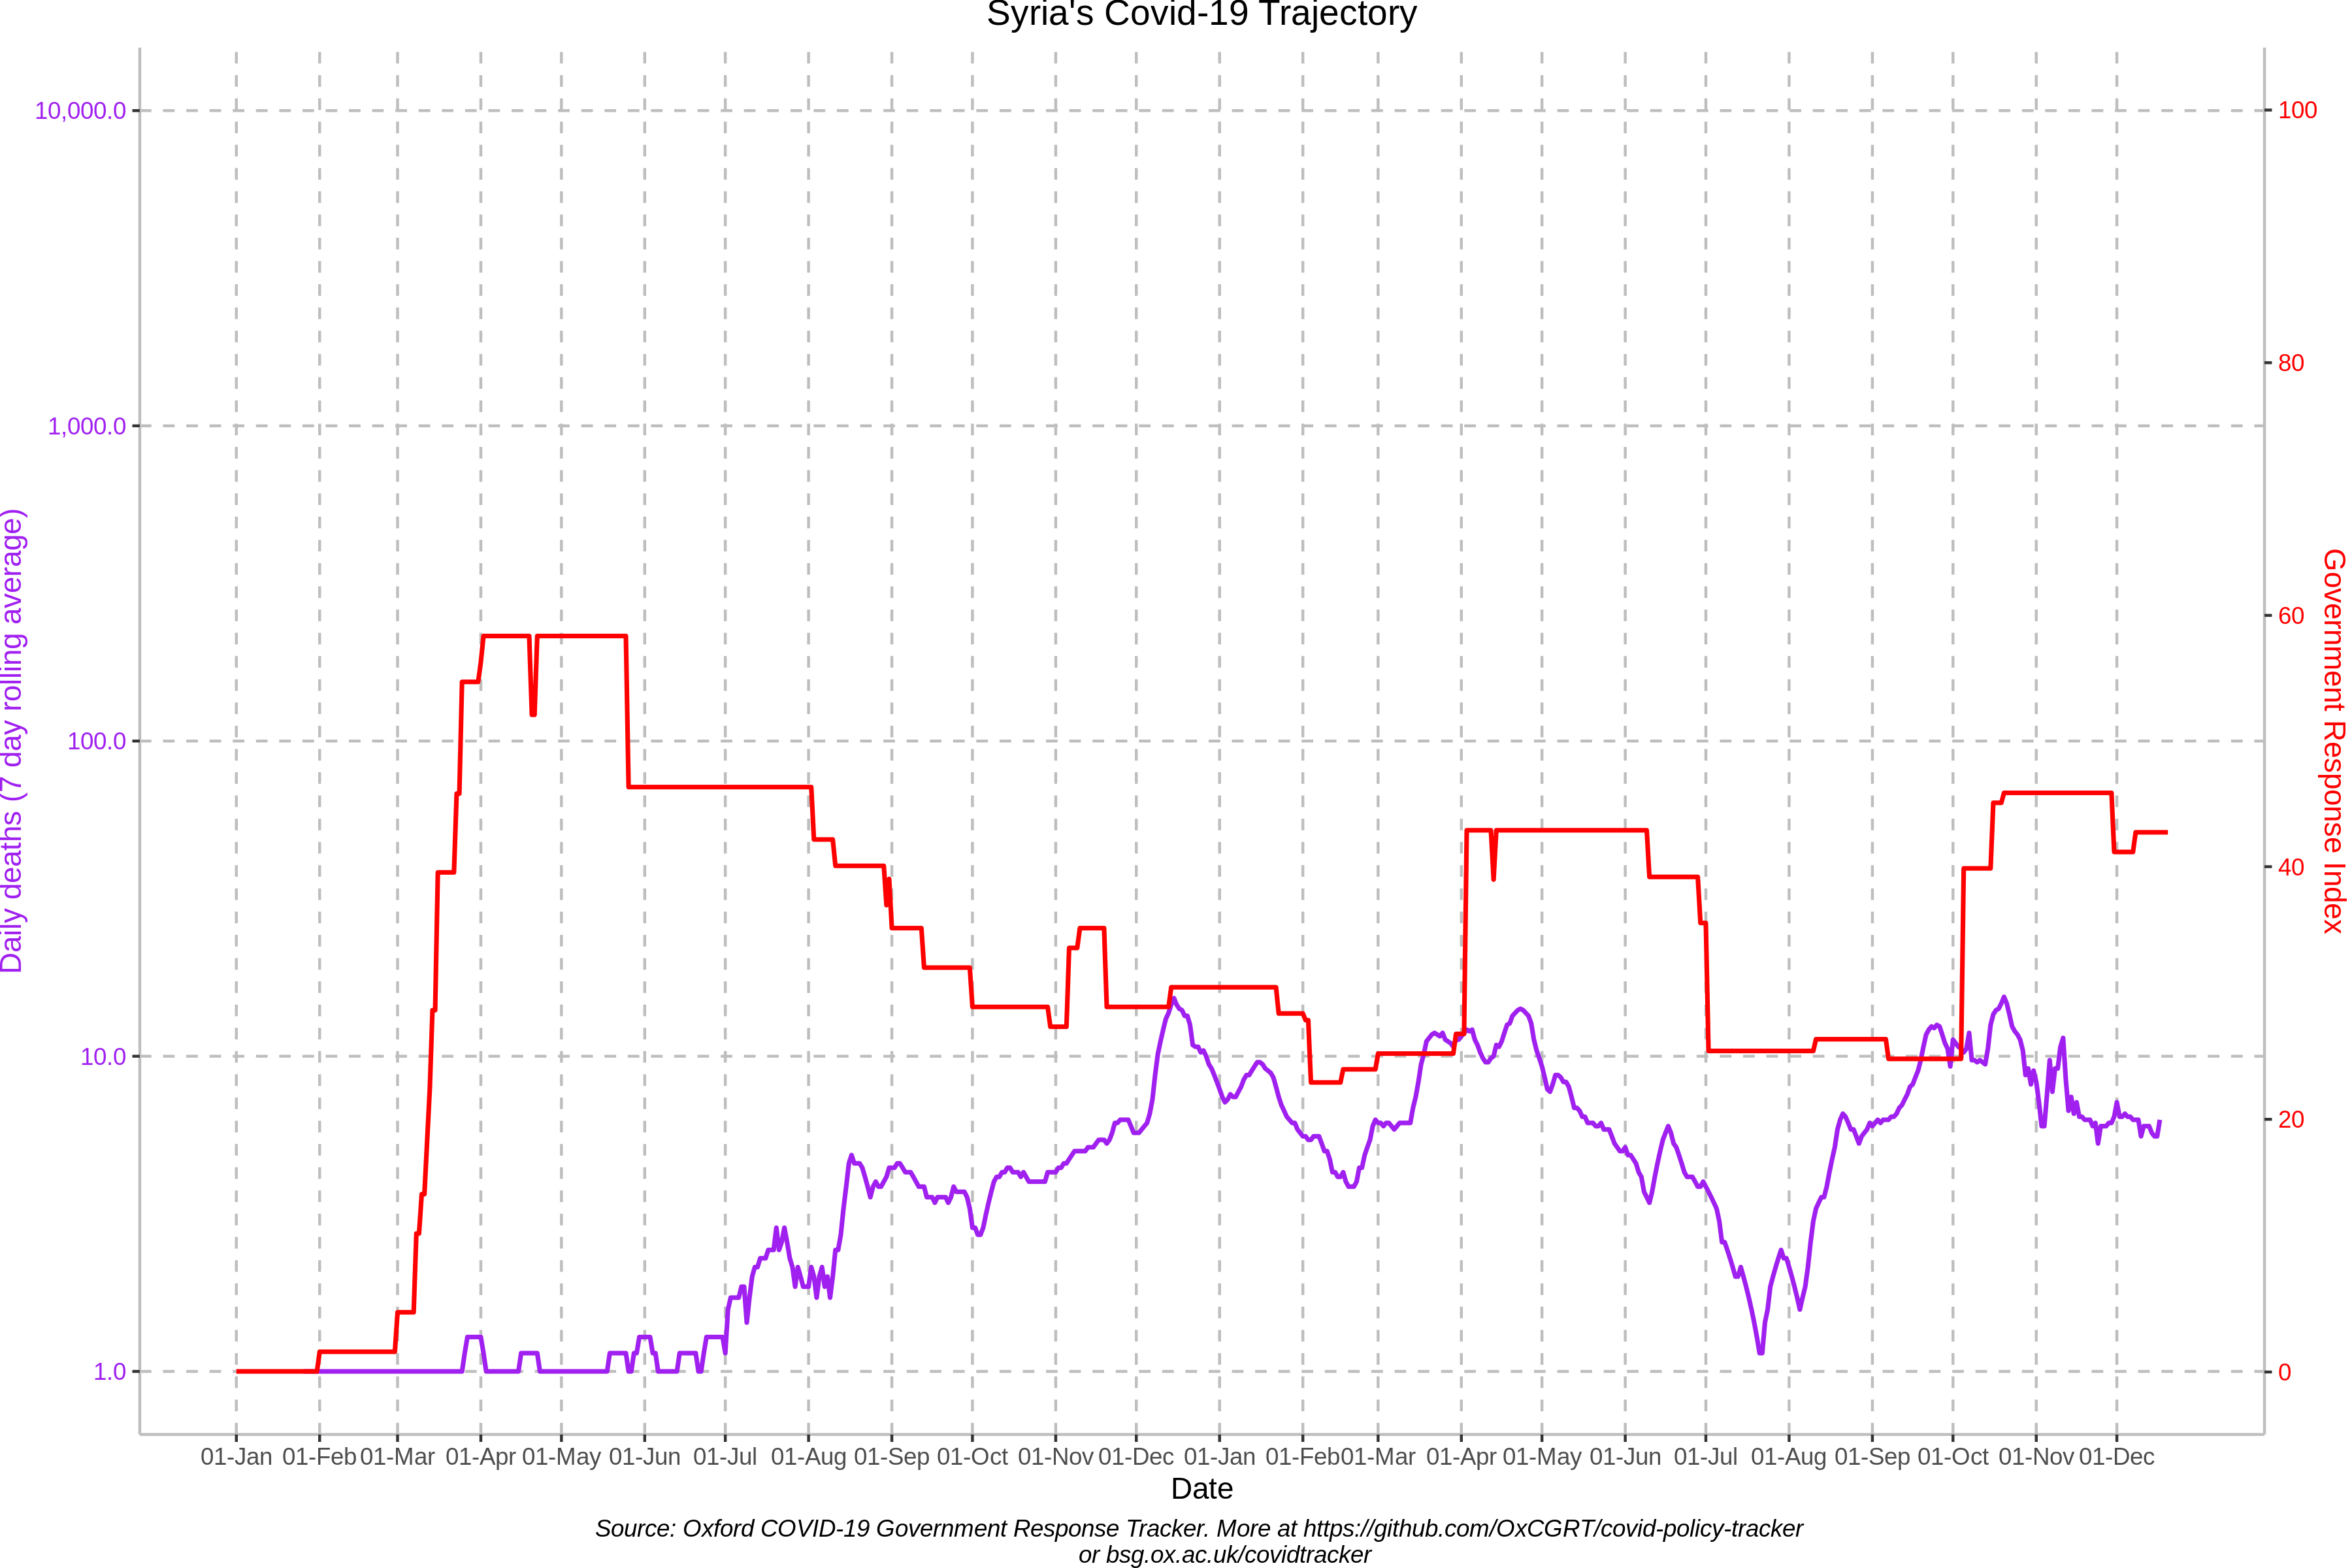 Syria's Covid-19 Trajectory
10,000.0
1,000.0
100.0
10.0
1.0
Daily deaths (7 day rolling average)
100
80
60
40
20
0
Government Response Index
01-Jan 01-Feb 01-Mar 01-Apr 01-May 01-Jun 01-Jul 01-Aug 01-Sep 01-Oct 01-Nov 01-Dec 01-Jan 01-Feb 01-Mar 01-Apr 01-May 01-Jun 01-Jul 01-Aug 01-Sep 01-Oct 01-Nov 01-Dec
Date
Source: Oxford COVID-19 Government Response Tracker. More at https://github.com/OxCGRT/covid-policy-tracker
or bsg.ox.ac.uk/covidtracker